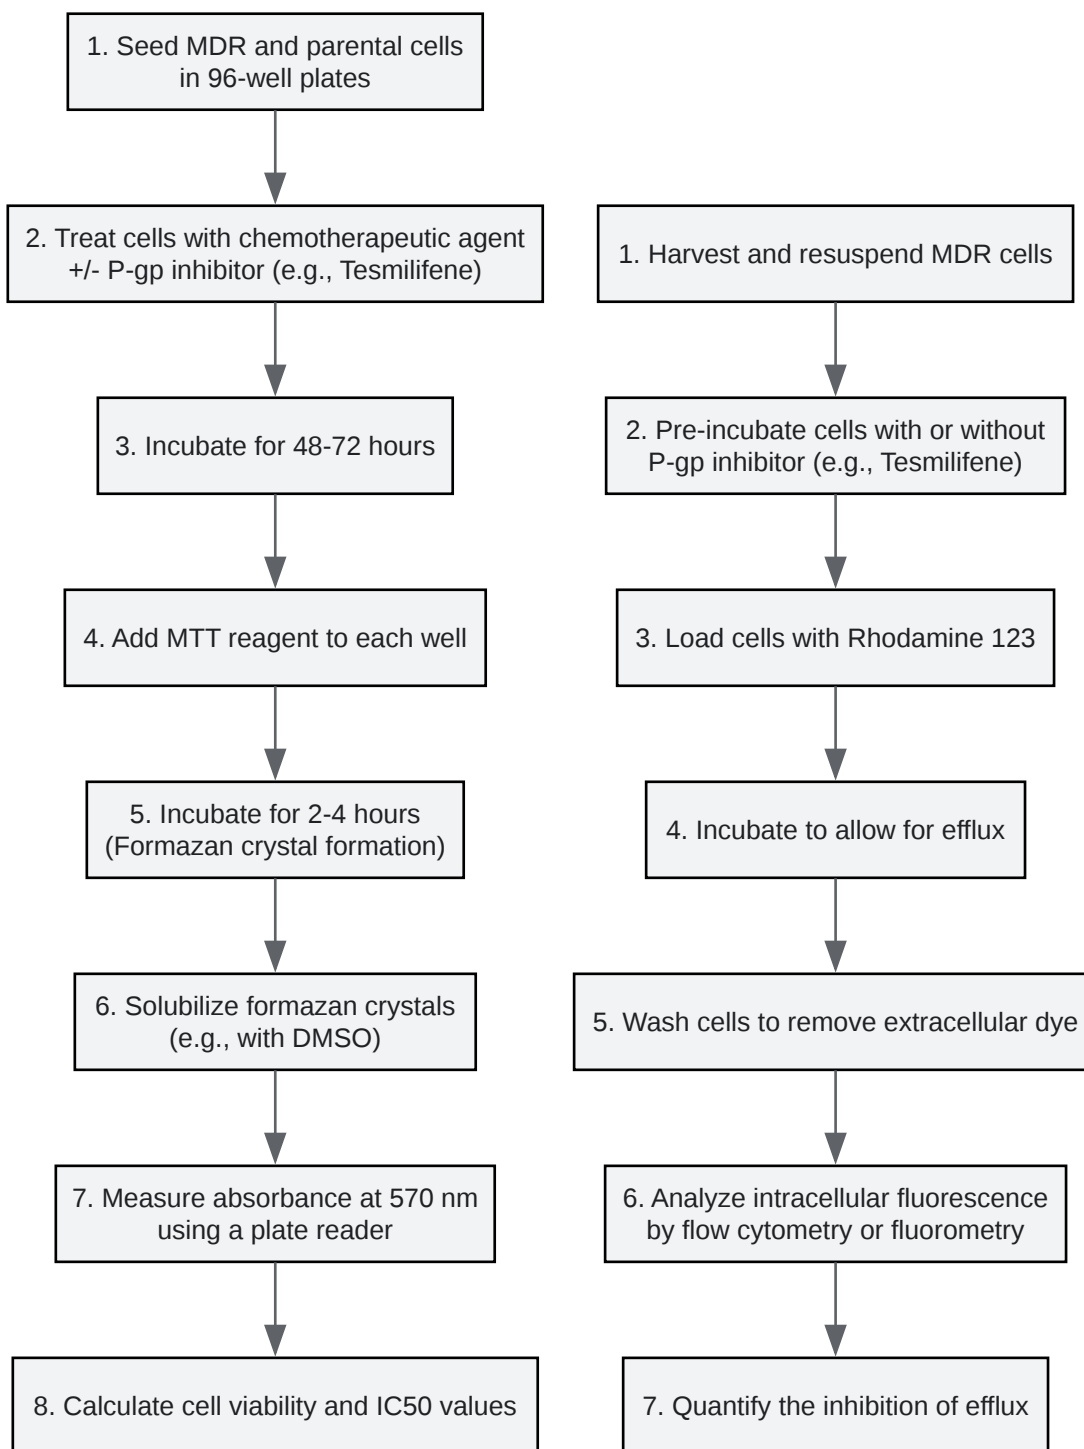 1. Seed MDR and parental cells
in 96-well plates
2. Treat cells with chemotherapeutic agent
+/- P-gp inhibitor (e.g., Tesmilifene)
3. Incubate for 48-72 hours
4. Add MTT reagent to each well
5. Incubate for 2-4 hours
(Formazan crystal formation)
6. Solubilize formazan crystals
(e.g., with DMSO)
7. Measure absorbance at 570 nm
using a plate reader
8. Calculate cell viability and IC50 values
1. Harvest and resuspend MDR cells
2. Pre-incubate cells with or without
P-gp inhibitor (e.g., Tesmilifene)
3. Load cells with Rhodamine 123
4. Incubate to allow for efflux
5. Wash cells to remove extracellular dye
6. Analyze intracellular fluorescence
by flow cytometry or fluorometry
7. Quantify the inhibition of efflux